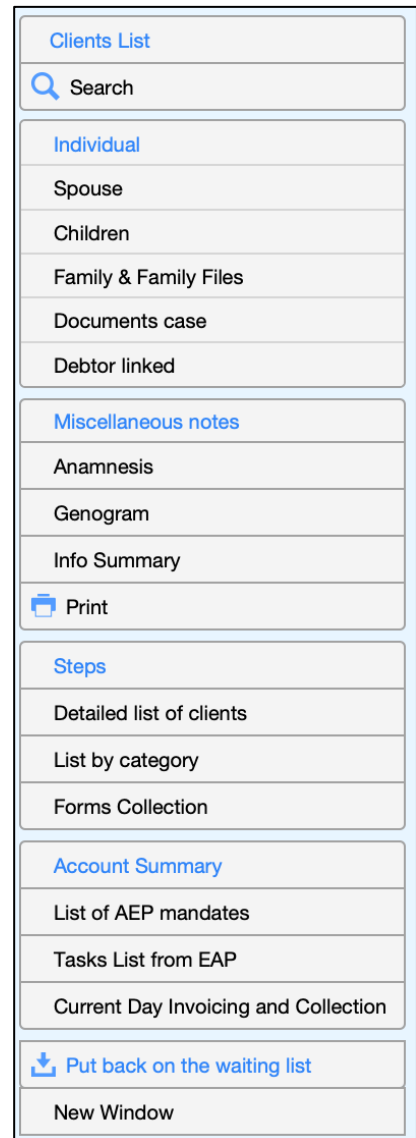 Clients List
Search
Individual
Spouse
Children
Family & Family Files
Documents case
Debtor linked
Miscellaneous notes
Anamnesis
Genogram
Info Summary
Print
Steps
Detailed list of clients
List by category
Forms Collection
Account Summary
List of AEP mandates
Tasks List from EAP
Current Day Invoicing and Collection
Put back on the waiting list
New Window